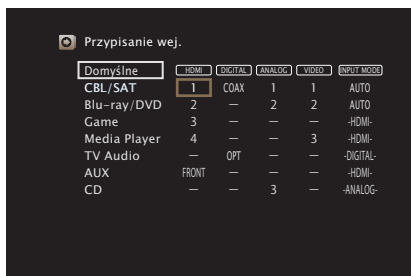 Przypisanie wej.
Domyślne HDMI DIGITAL ANALOG VIDEO INPUT MODE
CBL/SAT 1 COAX 1 1 AUTO
Blu-ray/DVD 2 — 2 2 AUTO
Game 3 — — — -HDMI-
Media Player 4 — — 3 -HDMI-
TV Audio — OPT — — -DIGITAL-
AUX FRONT — — — -HDMI-
CD — — 3 — -ANALOG-